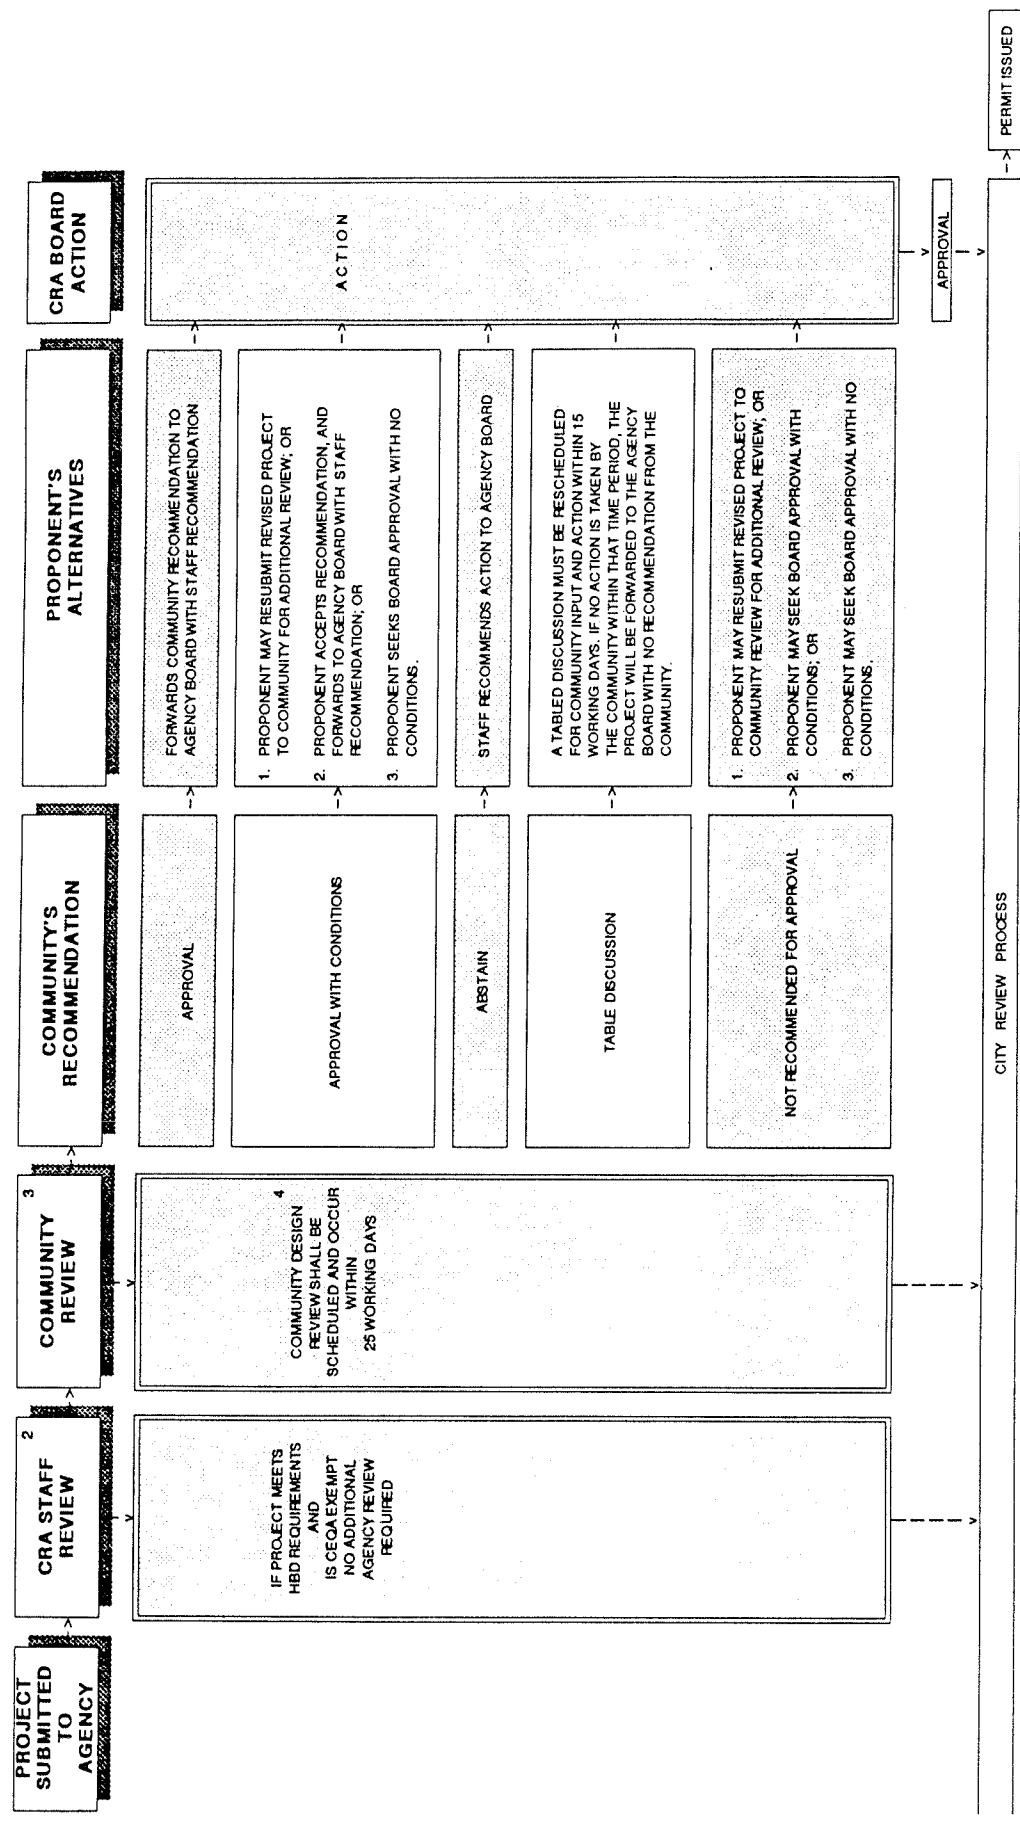 PROJECT
SUBMITTED
TO
AGENCY
CRA STAFF
REVIEW
2
COMMUNITY
REVIEW
3
COMMUNITY'S
RECOMMENDATION
PROPONENT'S
ALTERNATIVES
CRA BOARD
ACTION
IF PROJECT MEETS
HBD REQUIREMENTS
AND
IS CEQA EXEMPT
NO ADDITIONAL
AGENCY REVIEW
REQUIRED
4
COMMUNITY DESIGN
REVIEW SHALL BE
SCHEDULED AND OCCUR
WITHIN
25 WORKING DAYS
APPROVAL
FORWARDS COMMUNITY RECOMMENDATION TO
AGENCY BOARD WITH STAFF RECOMMENDATION
APPROVAL WITH CONDITIONS
1. PROPONENT MAY RESUBMIT REVISED PROJECT
TO COMMUNITY FOR ADDITIONAL REVIEW; OR
2. PROPONENT ACCEPTS RECOMMENDATION, AND
FORWARDS TO AGENCY BOARD WITH STAFF
RECOMMENDATION; OR
3. PROPONENT SEEKS BOARD APPROVAL WITH NO
CONDITIONS.
ABSTAIN
STAFF RECOMMENDS ACTION TO AGENCY BOARD
TABLE DISCUSSION
A TABLED DISCUSSION MUST BE RESCHEDULED
FOR COMMUNITY INPUT AND ACTION WITHIN 15
WORKING DAYS. IF NO ACTION IS TAKEN BY
THE COMMUNITY WITHIN THAT TIME PERIOD, THE
PROJECT WILL BE FORWARDED TO THE AGENCY
BOARD WITH NO RECOMMENDATION FROM THE
COMMUNITY.
NOT RECOMMENDED FOR APPROVAL
1. PROPONENT MAY RESUBMIT REVISED PROJECT TO
COMMUNITY REVIEW FOR ADDITIONAL REVIEW; OR
2. PROPONENT MAY SEEK BOARD APPROVAL WITH
CONDITIONS; OR
3. PROPONENT MAY SEEK BOARD APPROVAL WITH NO
CONDITIONS.
ACTION
APPROVAL
CITY REVIEW PROCESS
PERMIT ISSUED